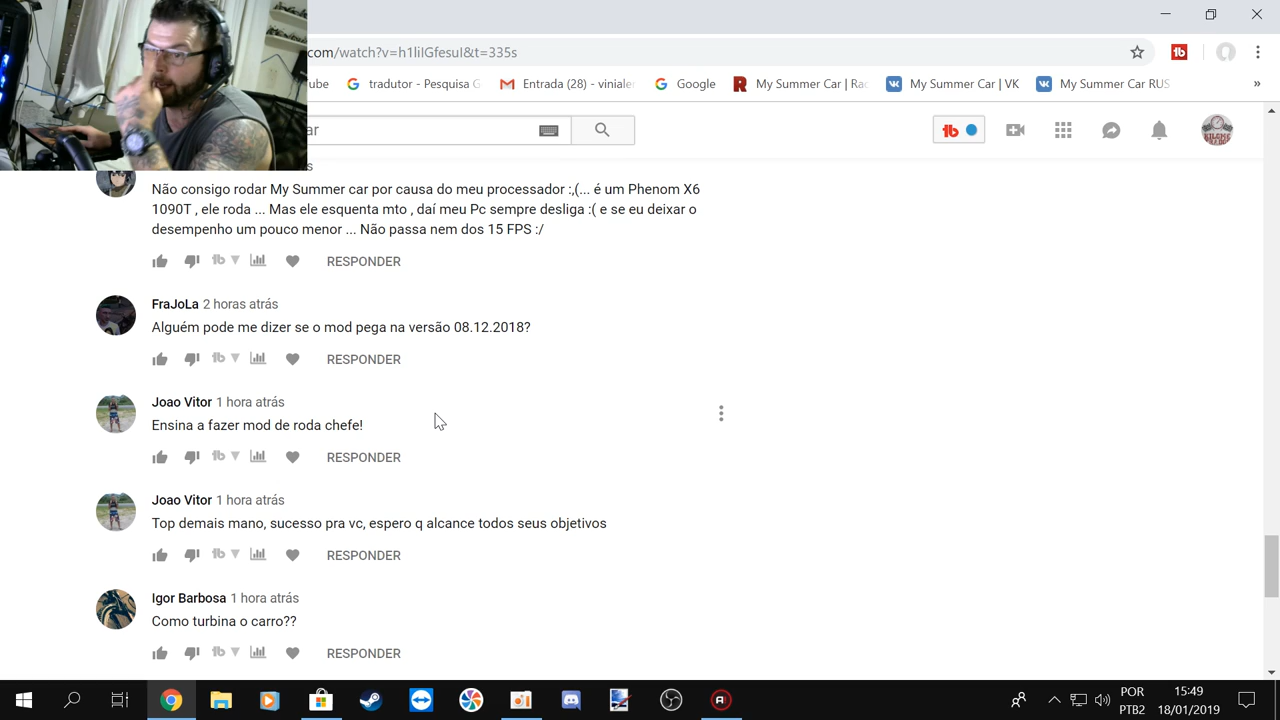 com/watch?v=h1liIGfesuI&t=335s
ube
tradutor - Pesquisa G
Entrada (28) - viniale
Google
My Summer Car | Ra
My Summer Car | VK
My Summer Car RUS
»
ar
Não consigo rodar My Summer car por causa do meu processador :,(... é um Phenom X6
1090T , ele roda ... Mas ele esquenta mto , daí meu Pc sempre desliga :( e se eu deixar o
desempenho um pouco menor ... Não passa nem dos 15 FPS :/
RESPONDER
FraJoLa 2 horas atrás
Alguém pode me dizer se o mod pega na versão 08.12.2018?
RESPONDER
Joao Vitor 1 hora atrás
Ensina a fazer mod de roda chefe!
RESPONDER
Joao Vitor 1 hora atrás
Top demais mano, sucesso pra vc, espero q alcance todos seus objetivos
RESPONDER
Igor Barbosa 1 hora atrás
Como turbina o carro??
RESPONDER
POR
PTB2
15:49
18/01/2019